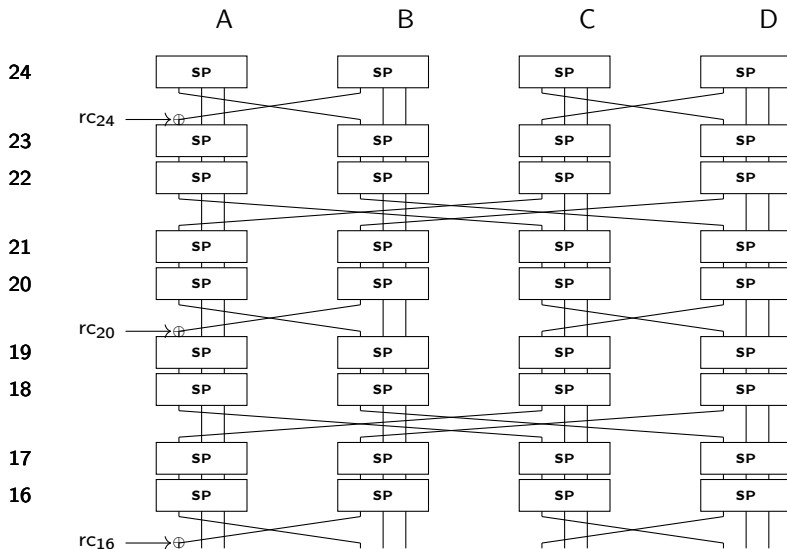 A B C D
24 SP SP SP SP
rc24
23 SP SP SP SP
22 SP SP SP SP
21 SP SP SP SP
20 SP SP SP SP
rc20
19 SP SP SP SP
18 SP SP SP SP
17 SP SP SP SP
16 SP SP SP SP
rc16